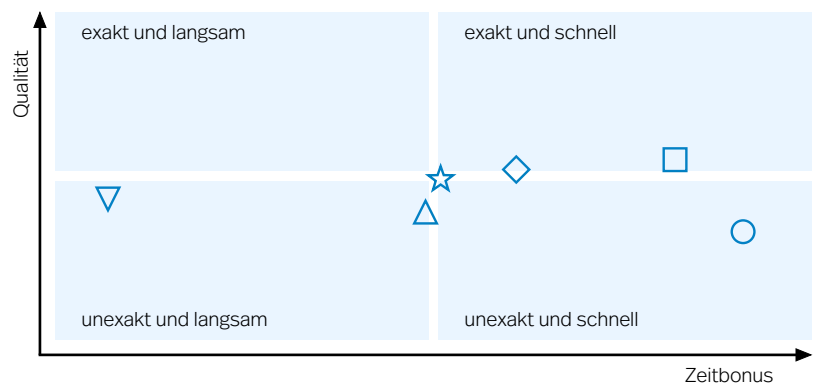 exakt und langsam
exakt und schnell
Qualität
unexakt und langsam
unexakt und schnell
Zeitbonus